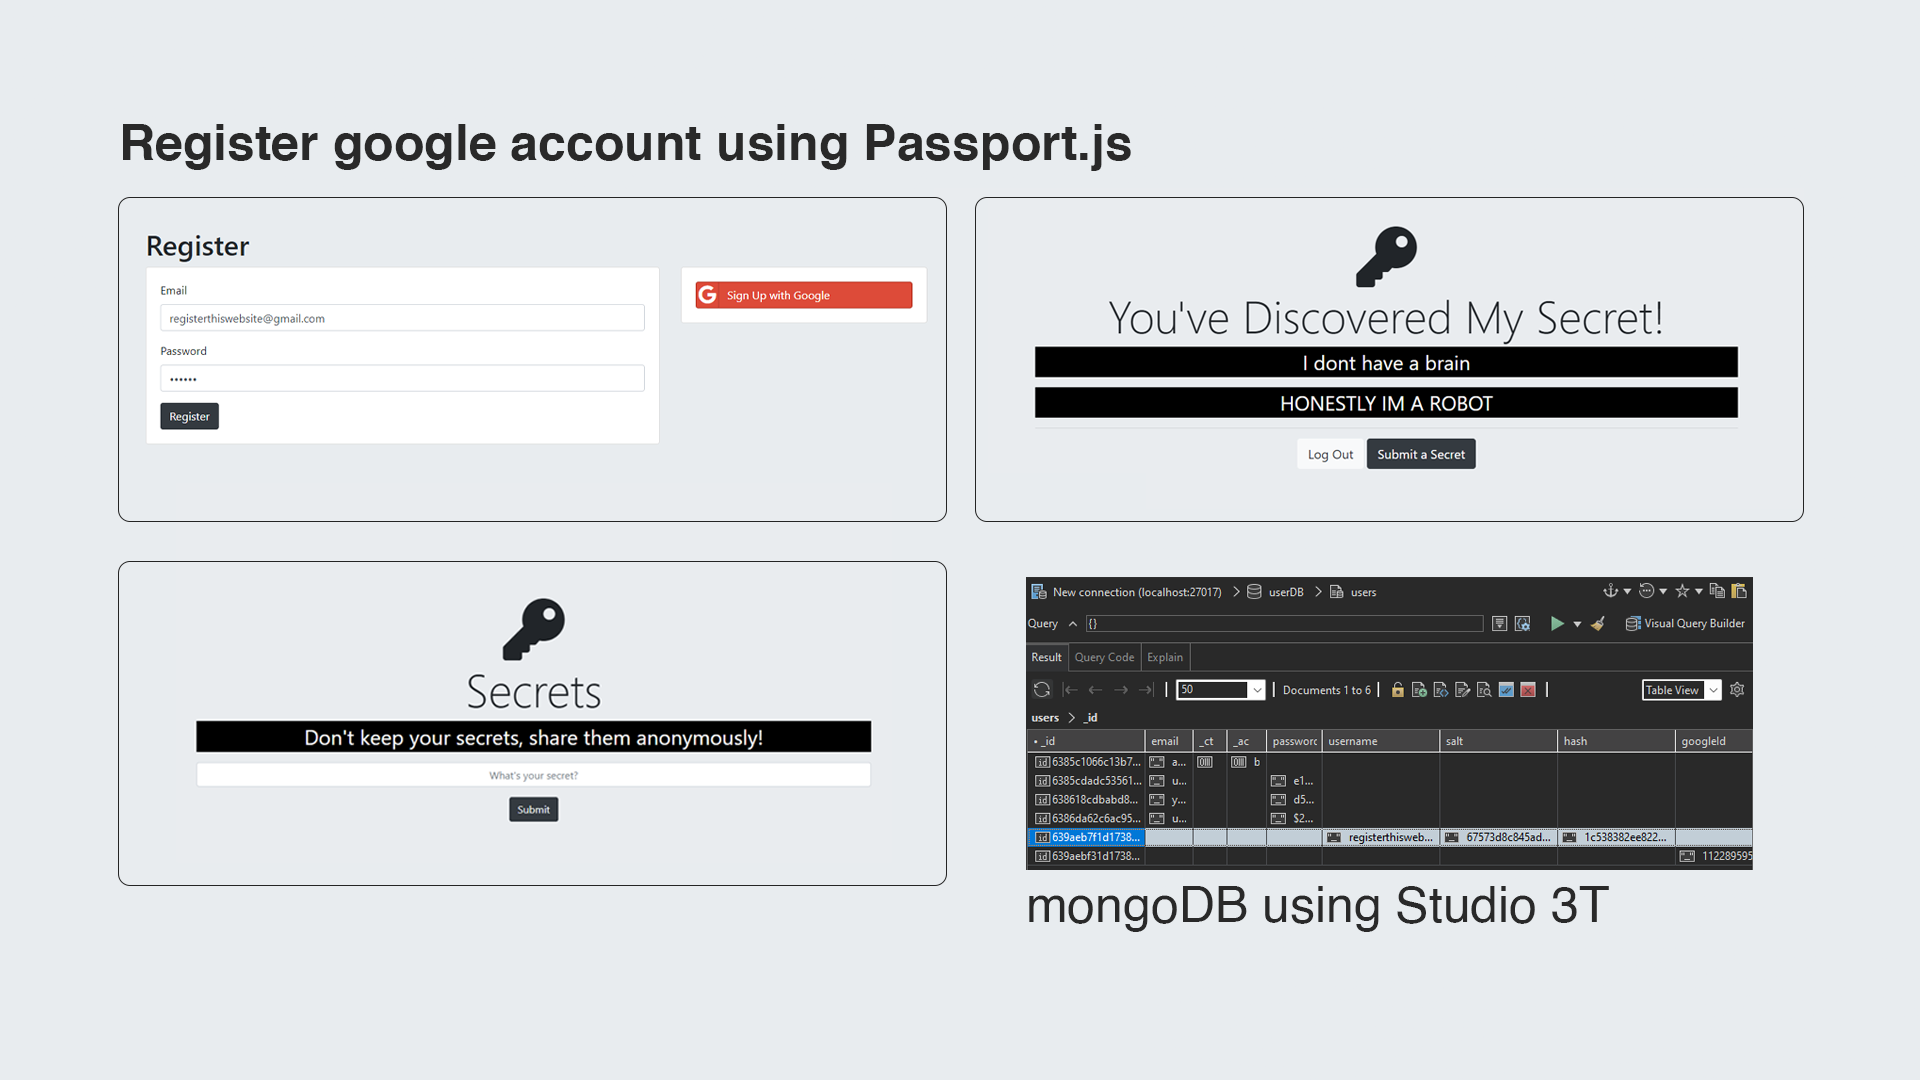 Register google account using Passport.js
Register
Email
registerthiswebsite@gmail.com
Password
••••••
Register
G Sign Up with Google
You've Discovered My Secret!
I dont have a brain
HONESTLY IM A ROBOT
Log Out Submit a Secret
Secrets
Don't keep your secrets, share them anonymously!
What's your secret?
Submit
New connection (localhost:27017) userDB users
Query {} Visual Query Builder
Result Query Code Explain
50 Documents 1 to 6 Table View
users _id
_id email _ct _ac password username salt hash googleId
6385c1066c13b7... a... b
6385cdadc53561... u... e1...
638618cdbabd8... y... d5...
6386da62c6ac95... u... $2...
639aeb7f1d1738... registerthisweb... 67573d8c845ad... 1c538382ee822...
639aebf31d1738... 112289595
mongoDB using Studio 3T